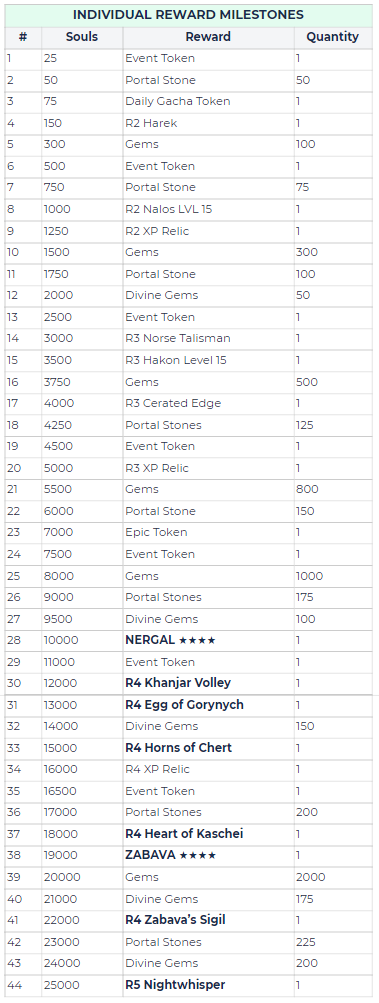 INDIVIDUAL REWARD MILESTONES
# Souls Reward Quantity
1 25 Event Token 1
2 50 Portal Stone 50
3 75 Daily Gacha Token 1
4 150 R2 Harek 1
5 300 Gems 100
6 500 Event Token 1
7 750 Portal Stone 75
8 1000 R2 Nalos LVL 15 1
9 1250 R2 XP Relic 1
10 1500 Gems 300
11 1750 Portal Stone 100
12 2000 Divine Gems 50
13 2500 Event Token 1
14 3000 R3 Norse Talisman 1
15 3500 R3 Hakon Level 15 1
16 3750 Gems 500
17 4000 R3 Cerated Edge 1
18 4250 Portal Stones 125
19 4500 Event Token 1
20 5000 R3 XP Relic 1
21 5500 Gems 800
22 6000 Portal Stone 150
23 7000 Epic Token 1
24 7500 Event Token 1
25 8000 Gems 1000
26 9000 Portal Stones 175
27 9500 Divine Gems 100
28 10000 NERGAL ★★★★ 1
29 11000 Event Token 1
30 12000 R4 Khanjar Volley 1
31 13000 R4 Egg of Gorynych 1
32 14000 Divine Gems 150
33 15000 R4 Horns of Chert 1
34 16000 R4 XP Relic 1
35 16500 Event Token 1
36 17000 Portal Stones 200
37 18000 R4 Heart of Kaschei 1
38 19000 ZABAVA ★★★★ 1
39 20000 Gems 2000
40 21000 Divine Gems 175
41 22000 R4 Zabava's Sigil 1
42 23000 Portal Stones 225
43 24000 Divine Gems 200
44 25000 R5 Nightwhisper 1